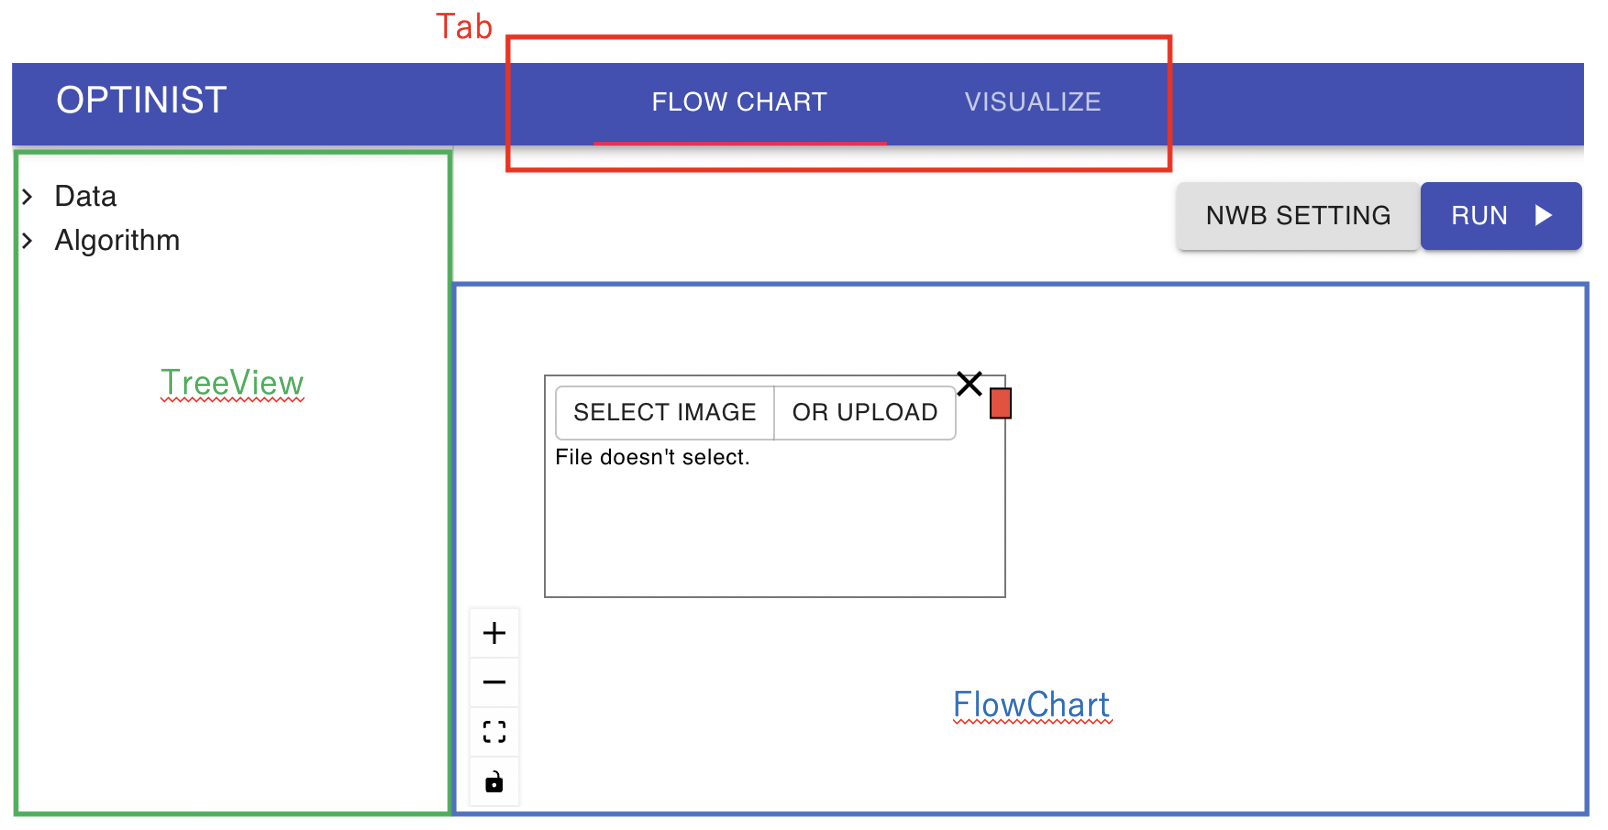 Tab
OPTINIST
FLOW CHART
VISUALIZE
Data
Algorithm
NWB SETTING
RUN
TreeView
SELECT IMAGE
OR UPLOAD
File doesn't select.
FlowChart